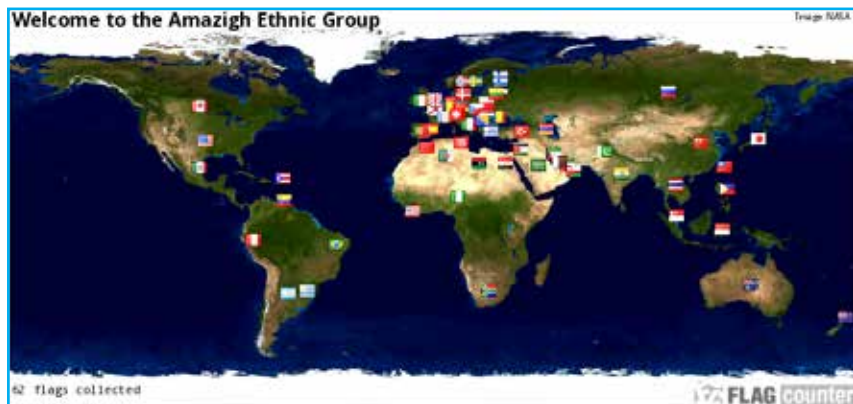 Welcome to the Amazigh Ethnic Group
Image NASA
62 flags collected
FLAG counter